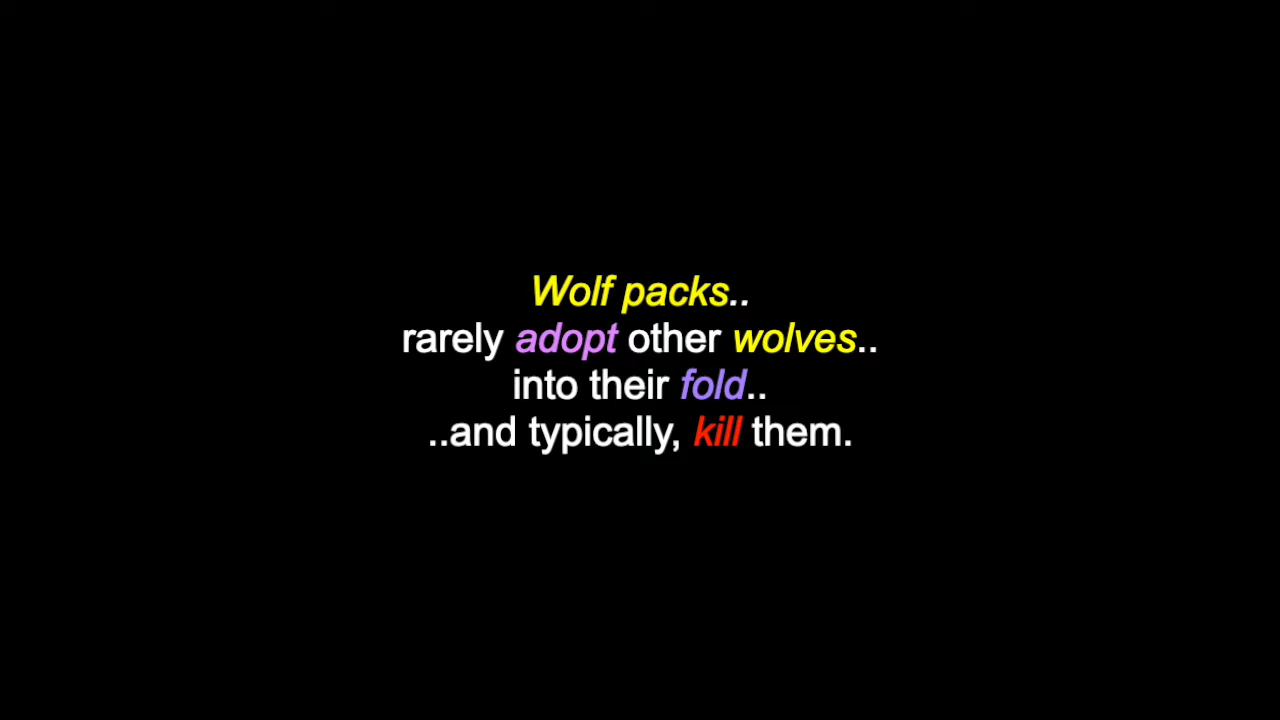 Wolf packs..
rarely adopt other wolves..
into their fold..
..and typically, kill them.